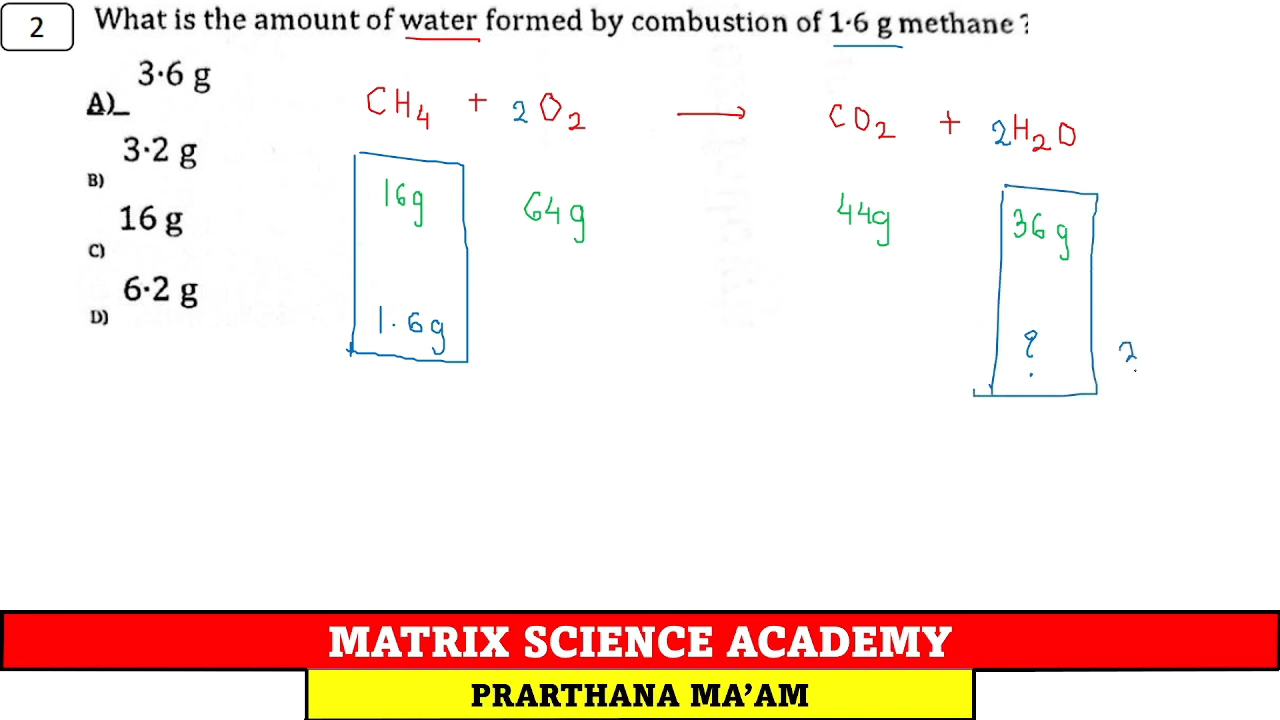 2
What is the amount of water formed by combustion of 1·6 g methane ?
A) 3·6 g
B) 3·2 g
C) 16 g
D) 6·2 g
CH4 + 2O2 → CO2 + 2H2O
16g 64g 44g 36g
1.6g ? ?
MATRIX SCIENCE ACADEMY
PRARTHANA MA’AM